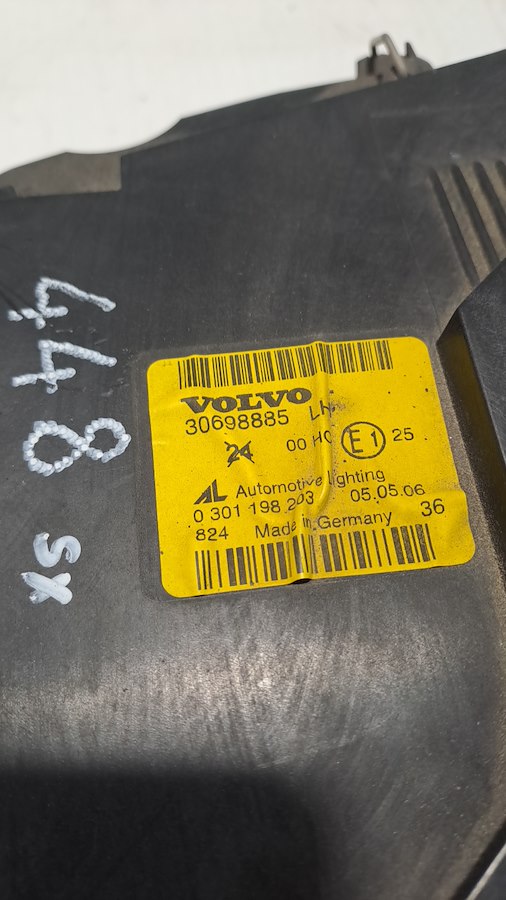 xs 844
VOLVO
30698885 LH
24 00 HC E1 25
AL Automotive lighting
0 301 198 203 05.05.06
824 Made in Germany 36